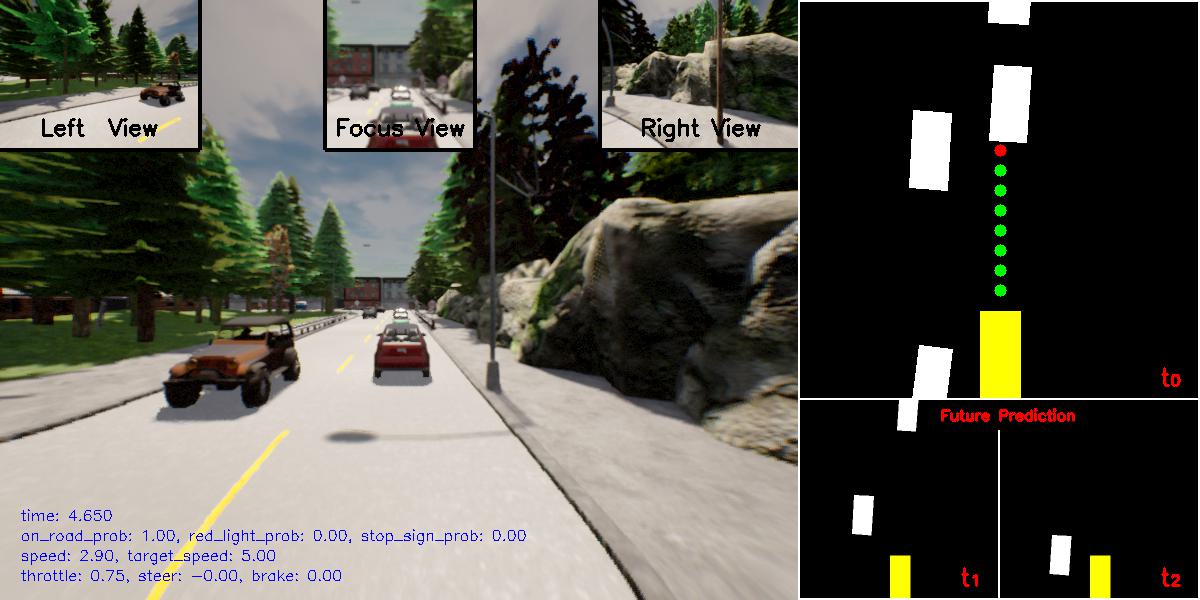 Left View
Focus View
Right View
t0
Future Prediction
time: 4.650
on_road_prob: 1.00, red_light_prob: 0.00, stop_sign_prob: 0.00
speed: 2.90, target_speed: 5.00
throttle: 0.75, steer: −0.00, brake: 0.00
t1
t2